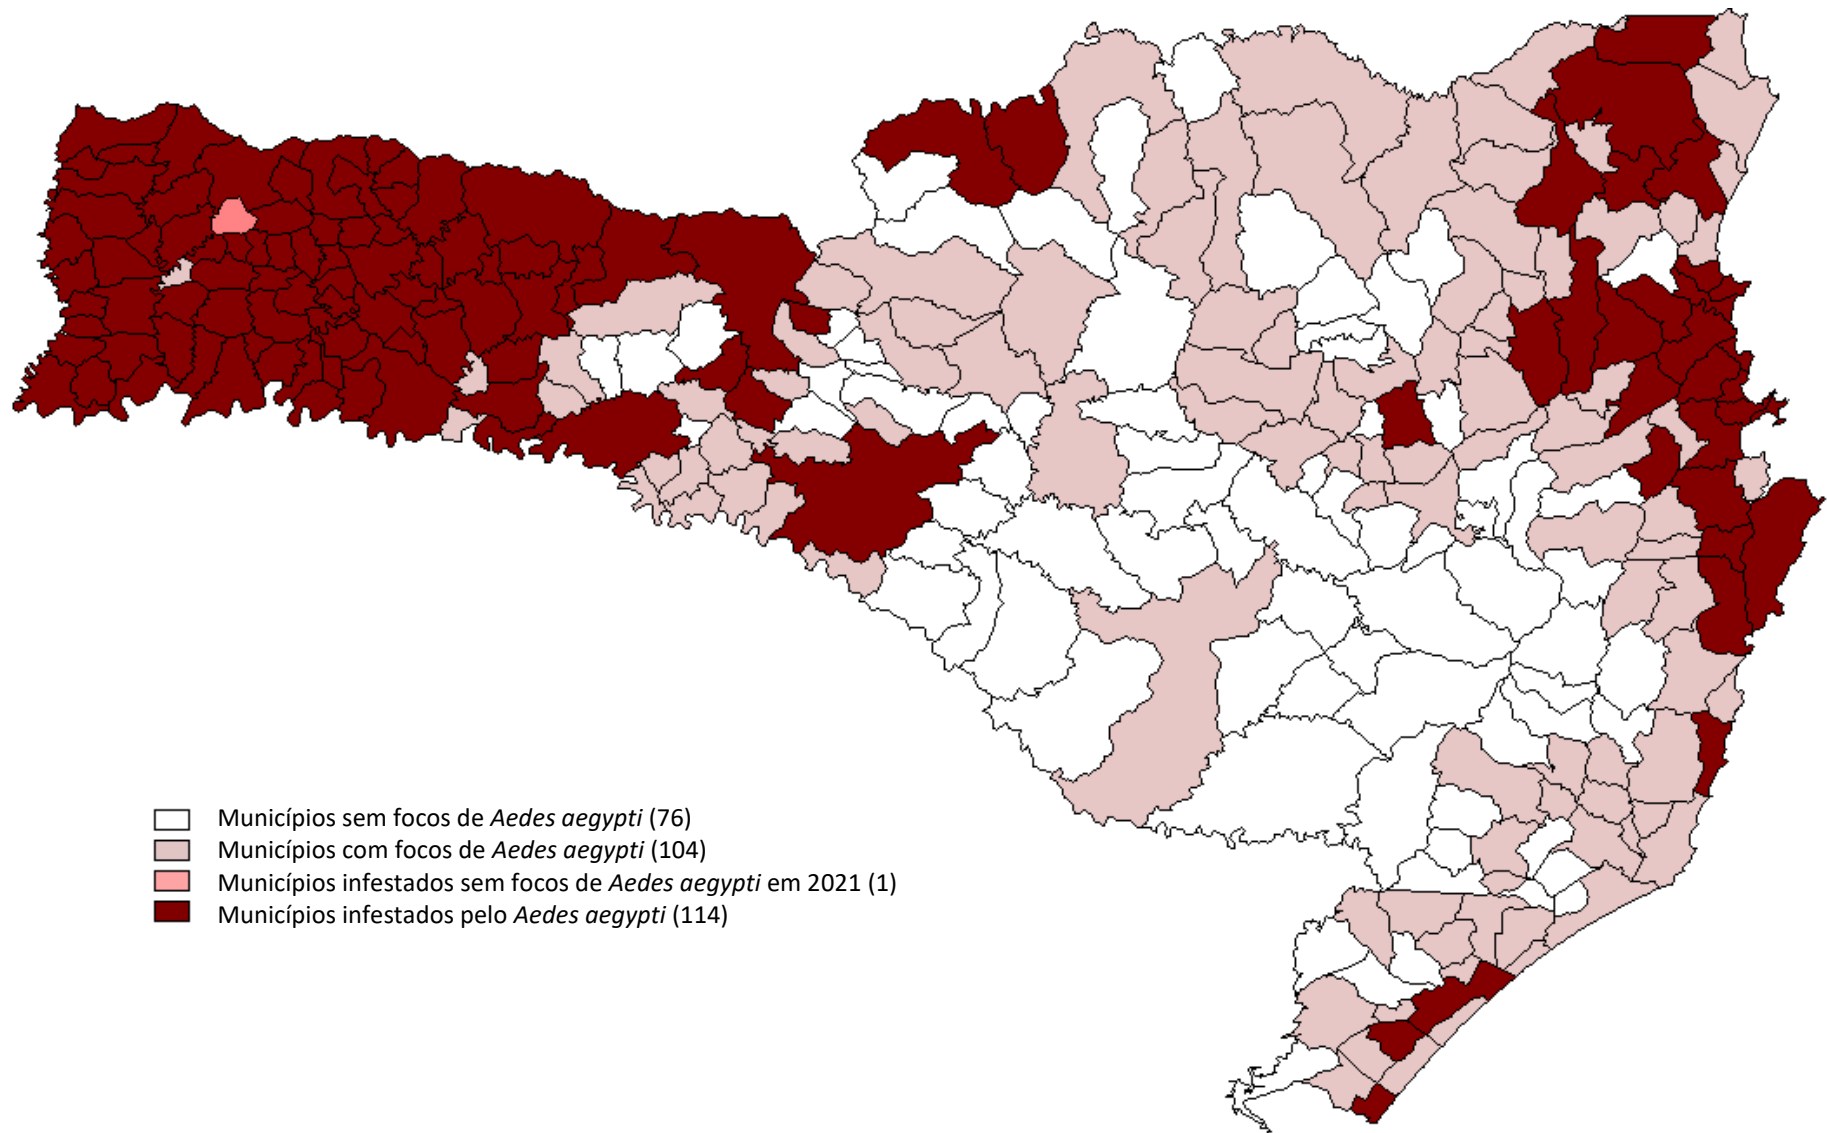 Municípios sem focos de Aedes aegypti (76)
Municípios com focos de Aedes aegypti (104)
Municípios infestados sem focos de Aedes aegypti em 2021 (1)
Municípios infestados pelo Aedes aegypti (114)